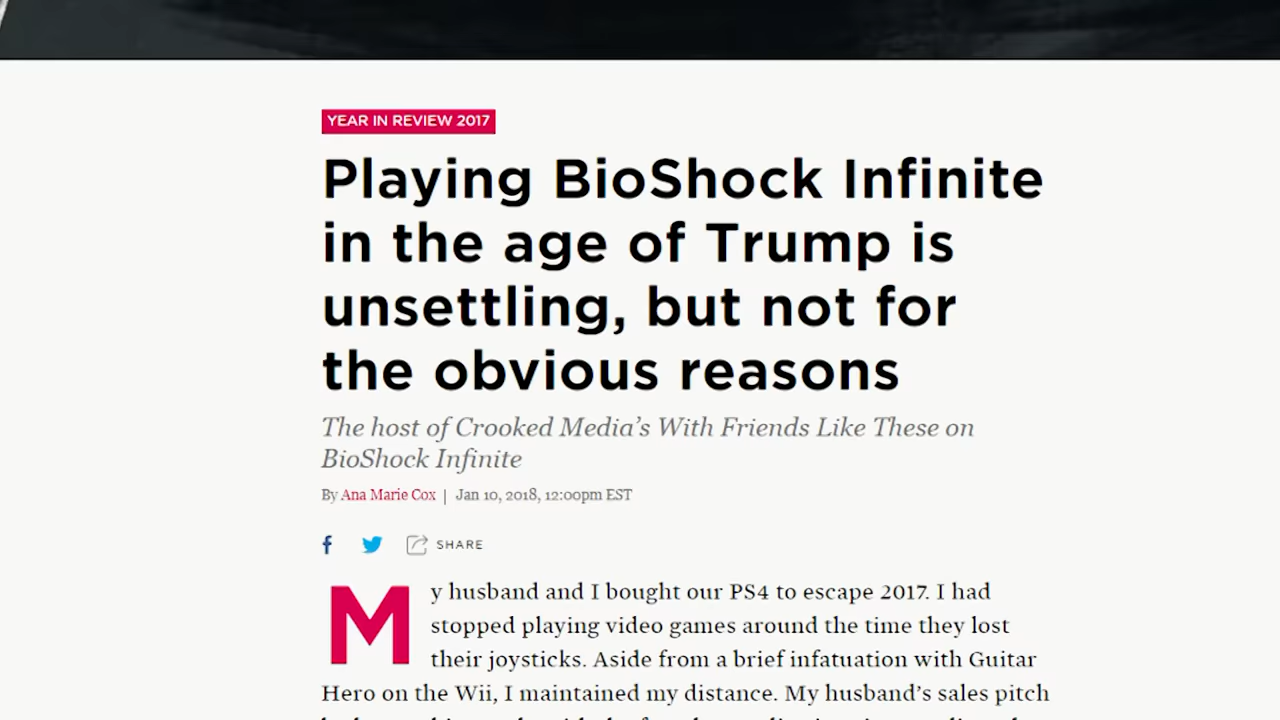 YEAR IN REVIEW 2017
Playing BioShock Infinite
in the age of Trump is
unsettling, but not for
the obvious reasons
The host of Crooked Media's With Friends Like These on
BioShock Infinite
By Ana Marie Cox | Jan 10, 2018, 12:00pm EST
SHARE
My husband and I bought our PS4 to escape 2017. I had
stopped playing video games around the time they lost
their joysticks. Aside from a brief infatuation with Guitar
Hero on the Wii, I maintained my distance. My husband's sales pitch